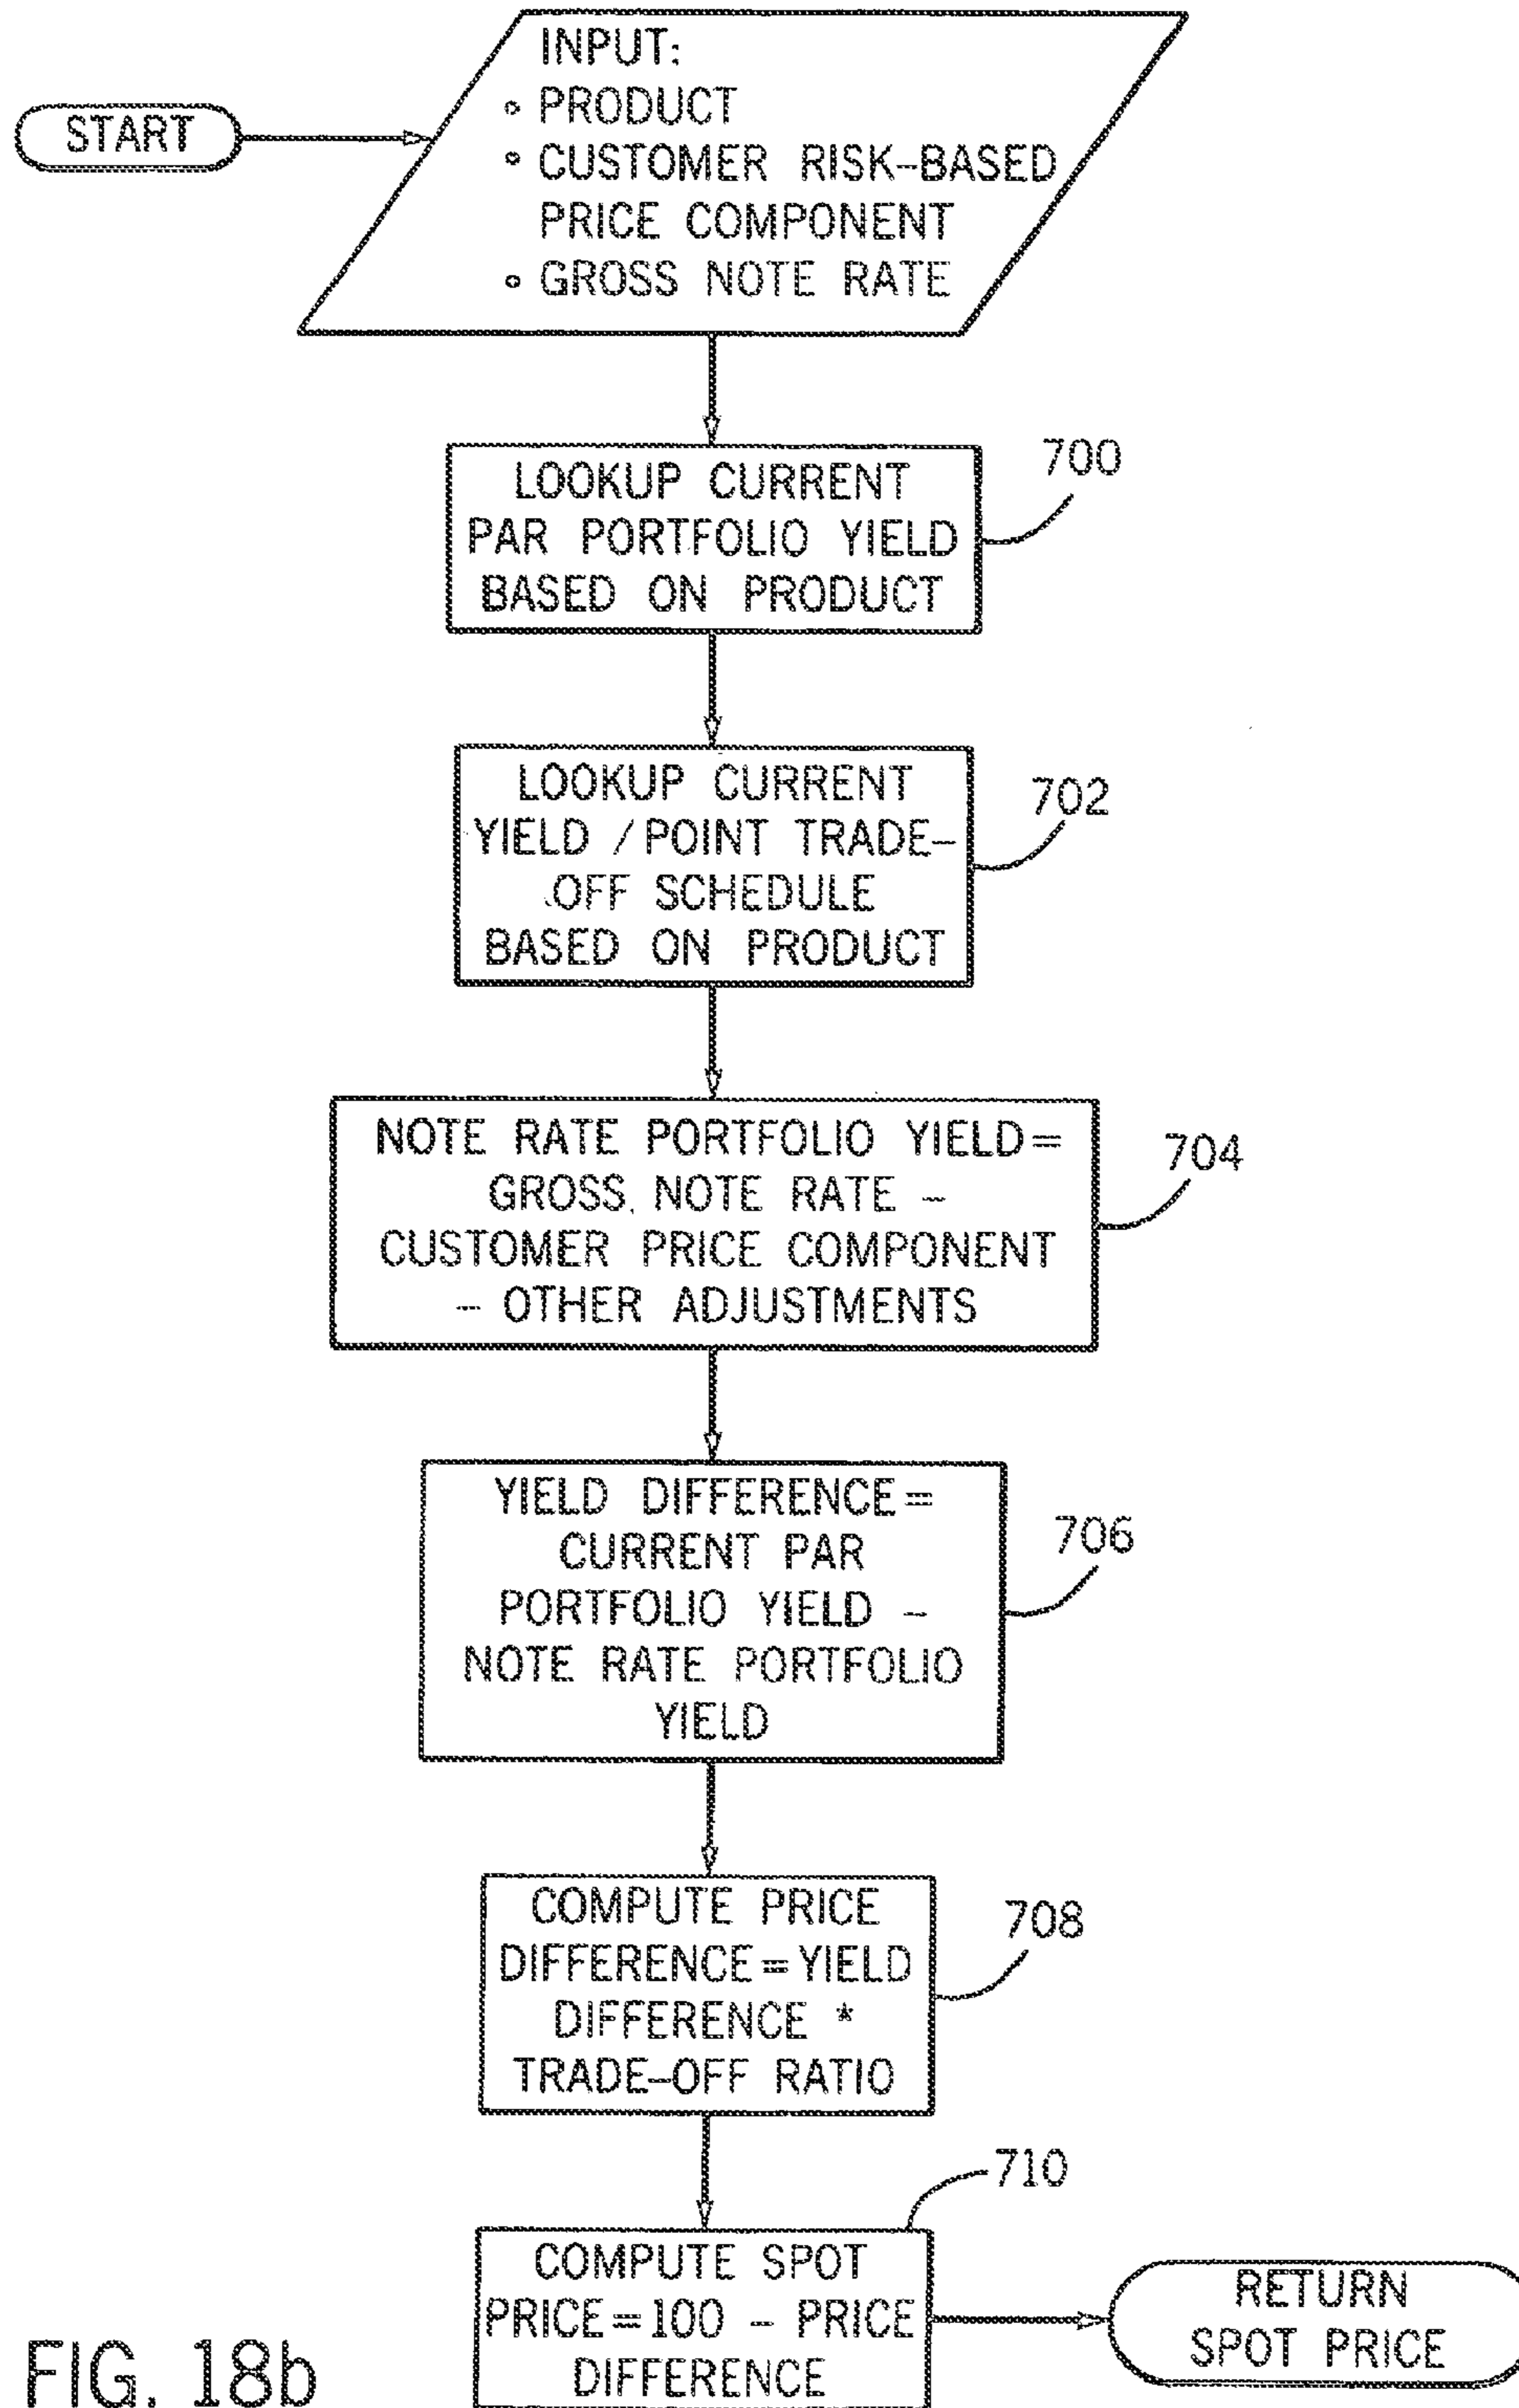 START
INPUT:
∘ PRODUCT
∘ CUSTOMER RISK-BASED
PRICE COMPONENT
∘ GROSS NOTE RATE
LOOKUP CURRENT
PAR PORTFOLIO YIELD
BASED ON PRODUCT
700
LOOKUP CURRENT
YIELD / POINT TRADE-
OFF SCHEDULE
BASED ON PRODUCT
702
NOTE RATE PORTFOLIO YIELD=
GROSS NOTE RATE -
CUSTOMER PRICE COMPONENT
- OTHER ADJUSTMENTS
704
YIELD DIFFERENCE=
CURRENT PAR
PORTFOLIO YIELD -
NOTE RATE PORTFOLIO
YIELD
706
COMPUTE PRICE
DIFFERENCE=YIELD
DIFFERENCE *
TRADE-OFF RATIO
708
COMPUTE SPOT
PRICE=100 - PRICE
DIFFERENCE
710
RETURN
SPOT PRICE
FIG. 18b